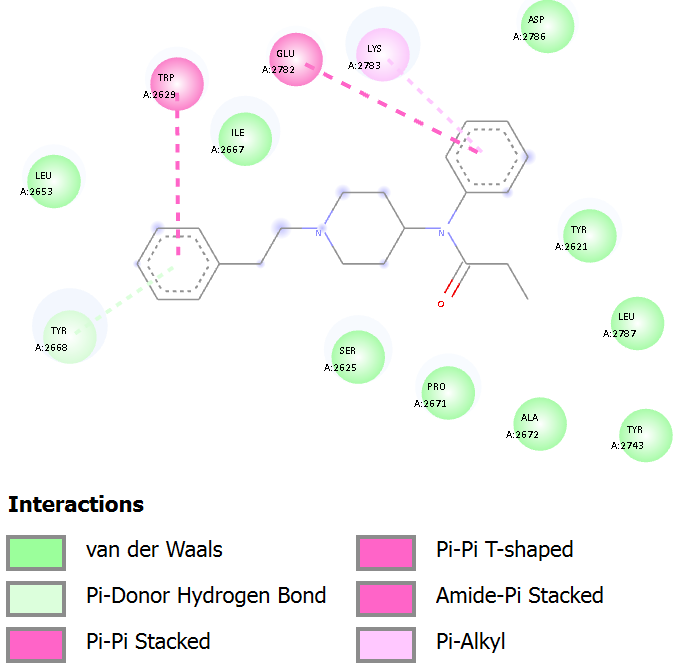 ASP
A:2786
GLU
A:2782
LYS
A:2783
TRP
A:2629
ILE
A:2667
LEU
A:2653
TYR
A:2621
N
N
O
LEU
A:2787
TYR
A:2668
SER
A:2625
PRO
A:2671
ALA
A:2672
TYR
A:2743
Interactions
van der Waals
Pi-Donor Hydrogen Bond
Pi-Pi Stacked
Pi-Pi T-shaped
Amide-Pi Stacked
Pi-Alkyl